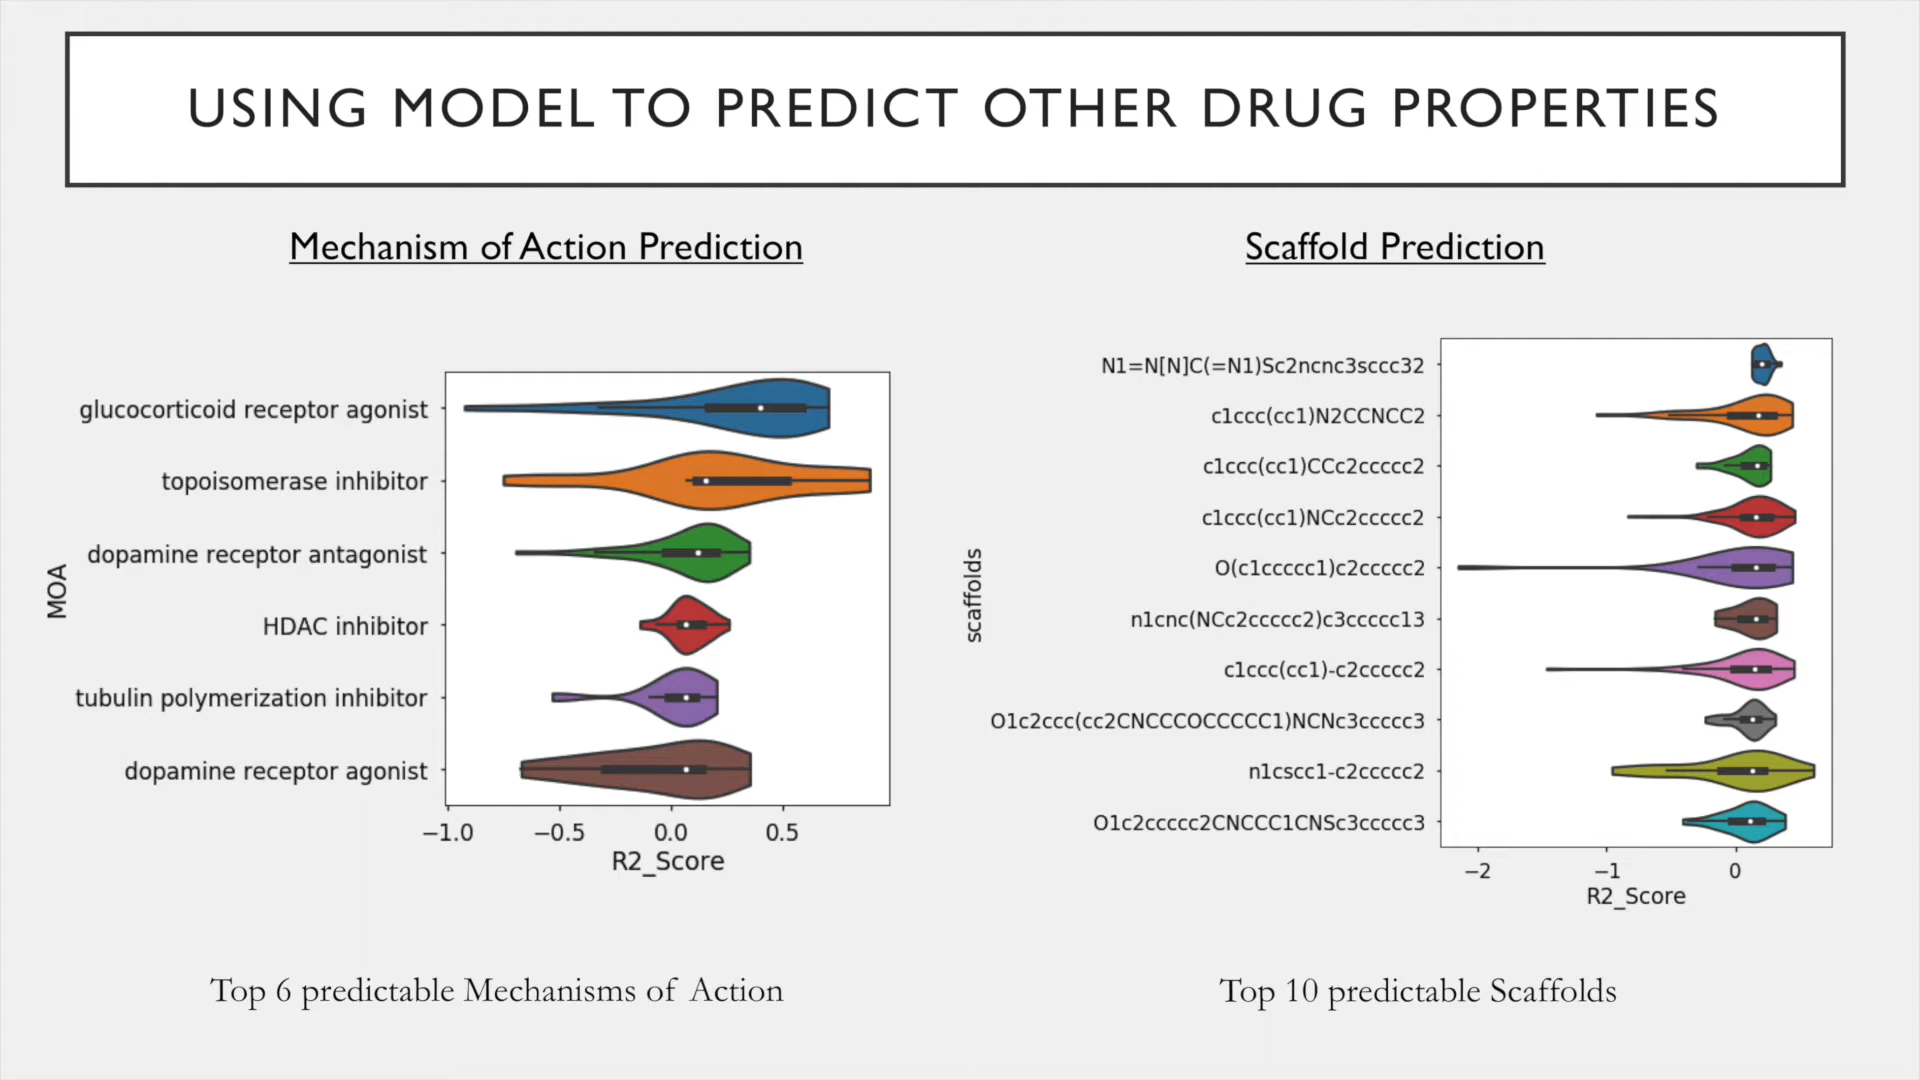 USING MODEL TO PREDICT OTHER DRUG PROPERTIES
Mechanism of Action Prediction
MOA
glucocorticoid receptor agonist
topoisomerase inhibitor
dopamine receptor antagonist
HDAC inhibitor
tubulin polymerization inhibitor
dopamine receptor agonist
−1.0 −0.5 0.0 0.5
R2_Score
Top 6 predictable Mechanisms of Action
Scaffold Prediction
scaffolds
N1=N[N]C(=N1)Sc2ncnc3sccc32
c1ccc(cc1)N2CCNCC2
c1ccc(cc1)CCc2ccccc2
c1ccc(cc1)NCc2ccccc2
O(c1ccccc1)c2ccccc2
n1cnc(NCc2ccccc2)c3ccccc13
c1ccc(cc1)-c2ccccc2
O1c2ccc(cc2CNCCCOCCCCC1)NCNc3ccccc3
n1cscc1-c2ccccc2
O1c2ccccc2CNCCC1CNSc3ccccc3
−2 −1 0
R2_Score
Top 10 predictable Scaffolds